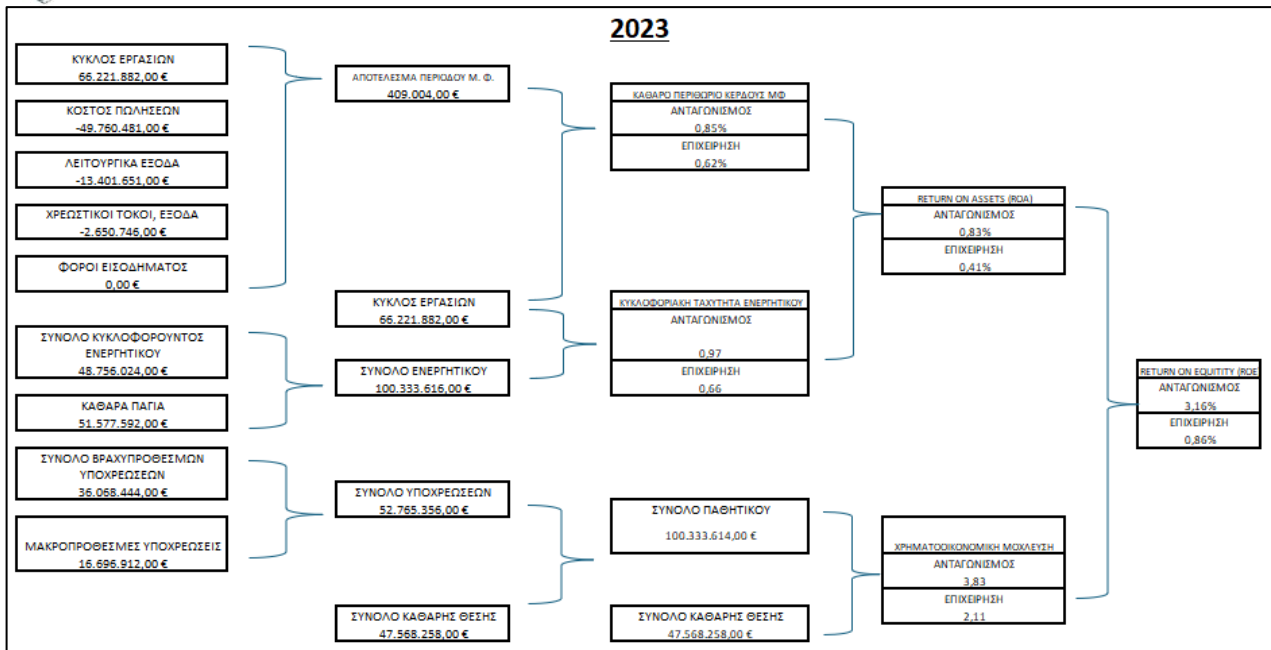 2023
ΚΥΚΛΟΣ ΕΡΓΑΣΙΩΝ
66.221.882,00 €
ΚΟΣΤΟΣ ΠΩΛΗΣΕΩΝ
-49.760.481,00 €
ΛΕΙΤΟΥΡΓΙΚΑ ΕΞΟΔΑ
-13.401.651,00 €
ΧΡΕΩΣΤΙΚΟΙ ΤΟΚΟΙ, ΕΞΟΔΑ
-2.650.746,00 €
ΦΟΡΟΙ ΕΙΣΟΔΗΜΑΤΟΣ
0,00 €
ΣΥΝΟΛΟ ΚΥΚΛΟΦΟΡΟΥΝΤΟΣ
ΕΝΕΡΓΗΤΙΚΟΥ
48.756.024,00 €
ΚΑΘΑΡΑ ΠΑΓΙΑ
51.577.592,00 €
ΣΥΝΟΛΟ ΒΡΑΧΥΠΡΟΘΕΣΜΩΝ
ΥΠΟΧΡΕΩΣΕΩΝ
36.068.444,00 €
ΜΑΚΡΟΠΡΟΘΕΣΜΕΣ ΥΠΟΧΡΕΩΣΕΙΣ
16.696.912,00 €
ΑΠΟΤΕΛΕΣΜΑ ΠΕΡΙΟΔΟΥ Μ. Φ.
409.004,00 €
ΚΥΚΛΟΣ ΕΡΓΑΣΙΩΝ
66.221.882,00 €
ΣΥΝΟΛΟ ΕΝΕΡΓΗΤΙΚΟΥ
100.333.616,00 €
ΣΥΝΟΛΟ ΥΠΟΧΡΕΩΣΕΩΝ
52.765.356,00 €
ΣΥΝΟΛΟ ΚΑΘΑΡΗΣ ΘΕΣΗΣ
47.568.258,00 €
ΚΑΘΑΡΟ ΠΕΡΙΘΩΡΙΟ ΚΕΡΔΟΥΣ ΜΦ
ΑΝΤΑΓΩΝΙΣΜΟΣ
0,85%
ΕΠΙΧΕΙΡΗΣΗ
0,62%
ΚΥΚΛΟΦΟΡΙΑΚΗ ΤΑΧΥΤΗΤΑ ΕΝΕΡΓΗΤΙΚΟΥ
ΑΝΤΑΓΩΝΙΣΜΟΣ
0,97
ΕΠΙΧΕΙΡΗΣΗ
0,66
ΣΥΝΟΛΟ ΠΑΘΗΤΙΚΟΥ
100.333.614,00 €
ΣΥΝΟΛΟ ΚΑΘΑΡΗΣ ΘΕΣΗΣ
47.568.258,00 €
RETURN ON ASSETS (ROA)
ΑΝΤΑΓΩΝΙΣΜΟΣ
0,83%
ΕΠΙΧΕΙΡΗΣΗ
0,41%
ΧΡΗΜΑΤΟΟΙΚΟΝΟΜΙΚΗ ΜΟΧΛΕΥΣΗ
ΑΝΤΑΓΩΝΙΣΜΟΣ
3,83
ΕΠΙΧΕΙΡΗΣΗ
2,11
RETURN ON EQUITITY (ROE
ΑΝΤΑΓΩΝΙΣΜΟΣ
3,16%
ΕΠΙΧΕΙΡΗΣΗ
0,86%